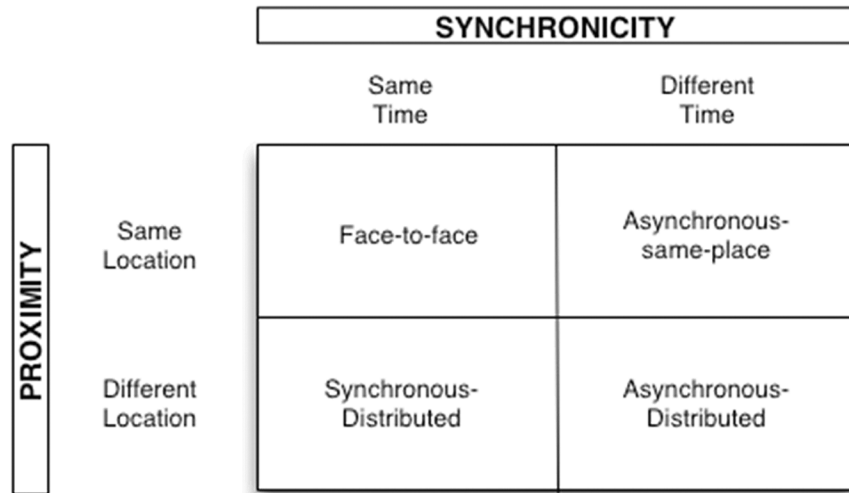 SYNCHRONICITY
Same
Time
Different
Time
PROXIMITY
Same
Location
Face-to-face
Asynchronous-
same-place
Different
Location
Synchronous-
Distributed
Asynchronous-
Distributed